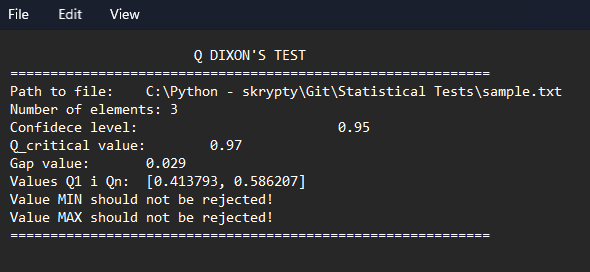 File Edit View
Q DIXON'S TEST
============================================================
Path to file: C:\Python - skrypty\Git\Statistical Tests\sample.txt
Number of elements: 3
Confidece level: 0.95
Q_critical value: 0.97
Gap value: 0.029
Values Q1 i Qn: [0.413793, 0.586207]
Value MIN should not be rejected!
Value MAX should not be rejected!
============================================================